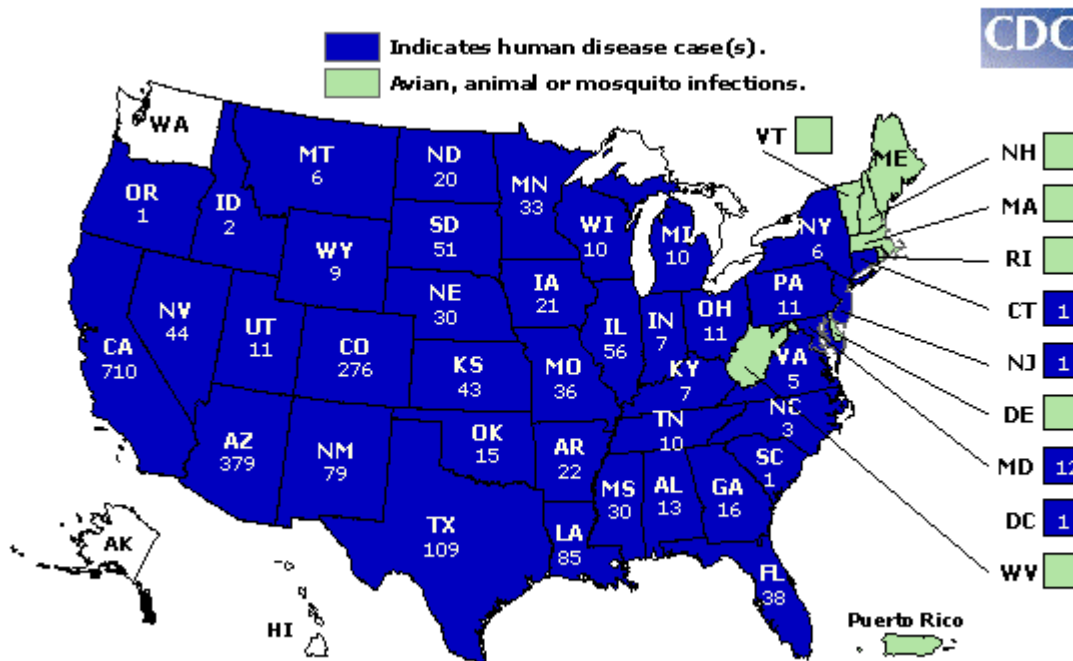 Indicates human disease case(s).
CDC
Avian, animal or mosquito infections.
WA
MT
6
ND
20
MN
33
VT
ME
NH
OR
1
ID
2
SD
51
WI
10
MI
10
NY
6
MA
WY
9
RI
NV
44
NE
30
IA
21
PA
11
CT 1
CA
710
UT
11
CO
276
IL
56
IN
7
OH
11
NJ 1
KS
43
MO
36
KY
7
VA
5
DE
AZ
379
NM
79
OK
15
AR
22
TN
10
NC
3
MD 12
SC
1
MS
30
AL
13
GA
16
DC 1
TX
109
LA
85
AK
WV
FL
38
HI
Puerto Rico